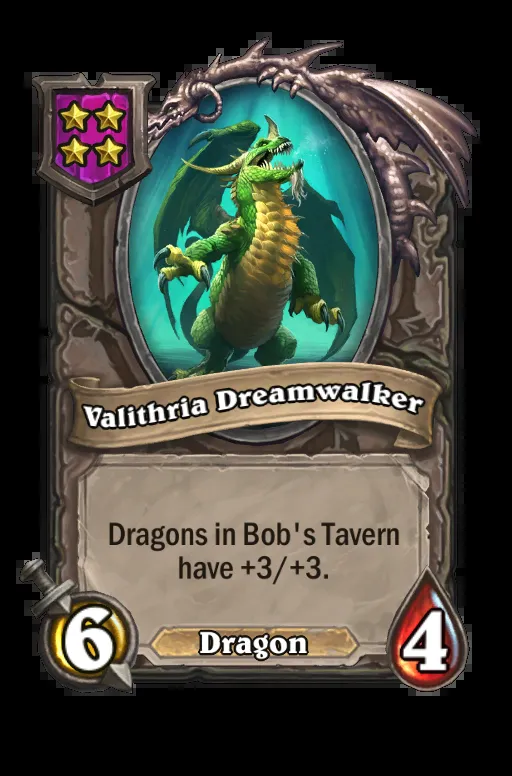 Valithria Dreamwalker
Dragons in Bob's Tavern
have +3/+3.
6
Dragon
4